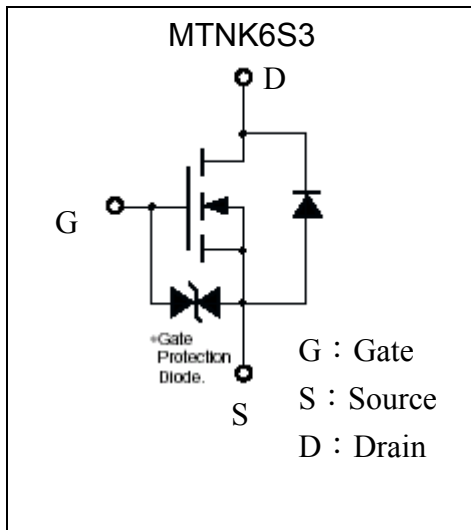 MTNK6S3
D
G
*Gate
Protection
Diode.
S
G：Gate
S：Source
D：Drain